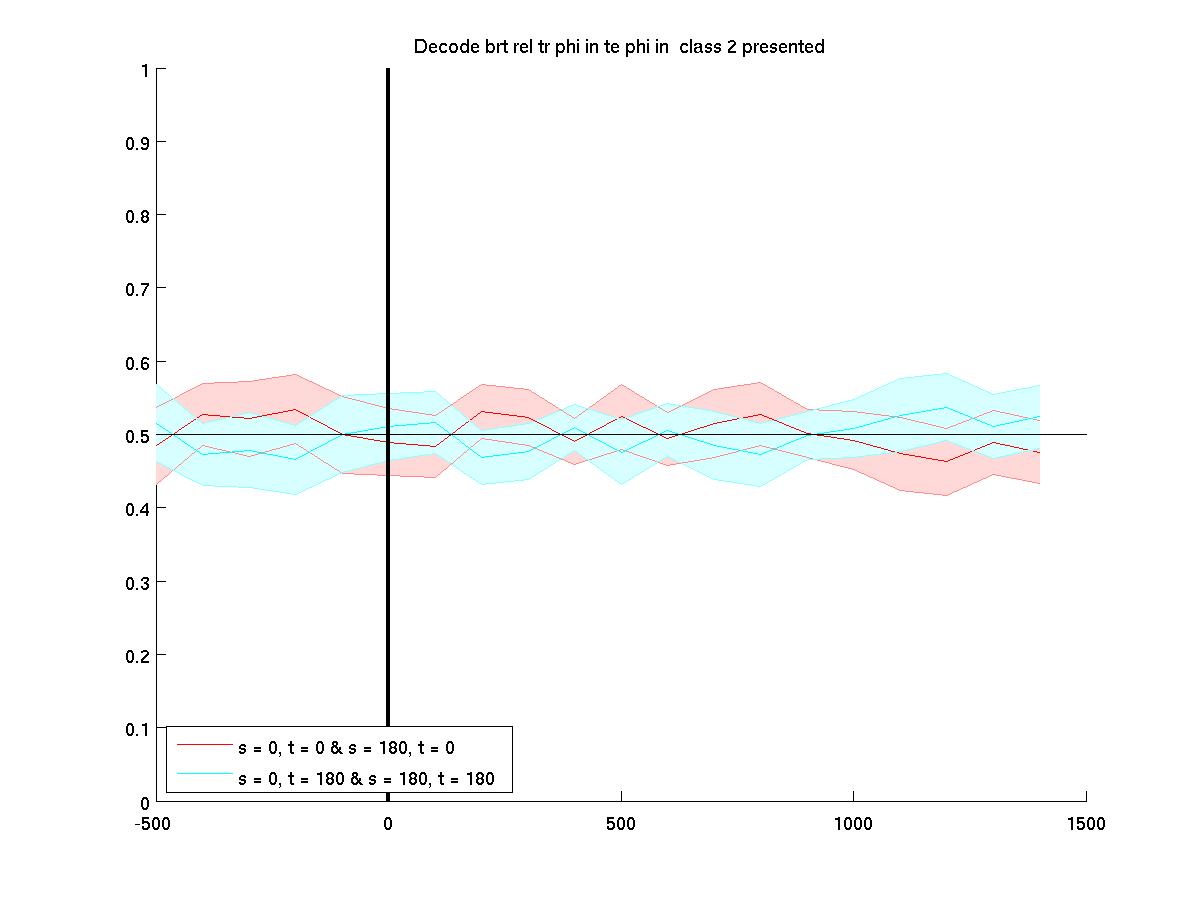 Decode brt rel tr phi in te phi in  class 2 presented
1
0.9
0.8
0.7
0.6
0.5
0.4
0.3
0.2
0.1
0
s = 0, t = 0 & s = 180, t = 0
s = 0, t = 180 & s = 180, t = 180
-500 0 500 1000 1500